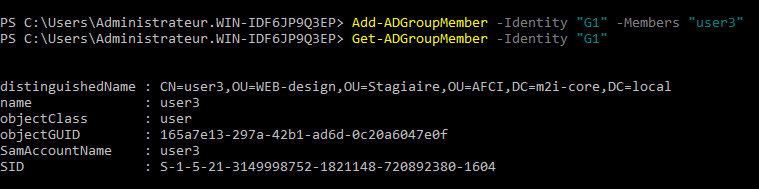 PS C:\Users\Administrateur.WIN-IDF6JP9Q3EP> Add-ADGroupMember -Identity "G1" -Members "user3"
PS C:\Users\Administrateur.WIN-IDF6JP9Q3EP> Get-ADGroupMember -Identity "G1"
distinguishedName : CN=user3,OU=WEB-design,OU=Stagiaire,OU=AFCI,DC=m2i-core,DC=local
name : user3
objectClass : user
objectGUID : 165a7e13-297a-42b1-ad6d-0c20a6047e0f
SamAccountName : user3
SID : S-1-5-21-3149998752-1821148-720892380-1604